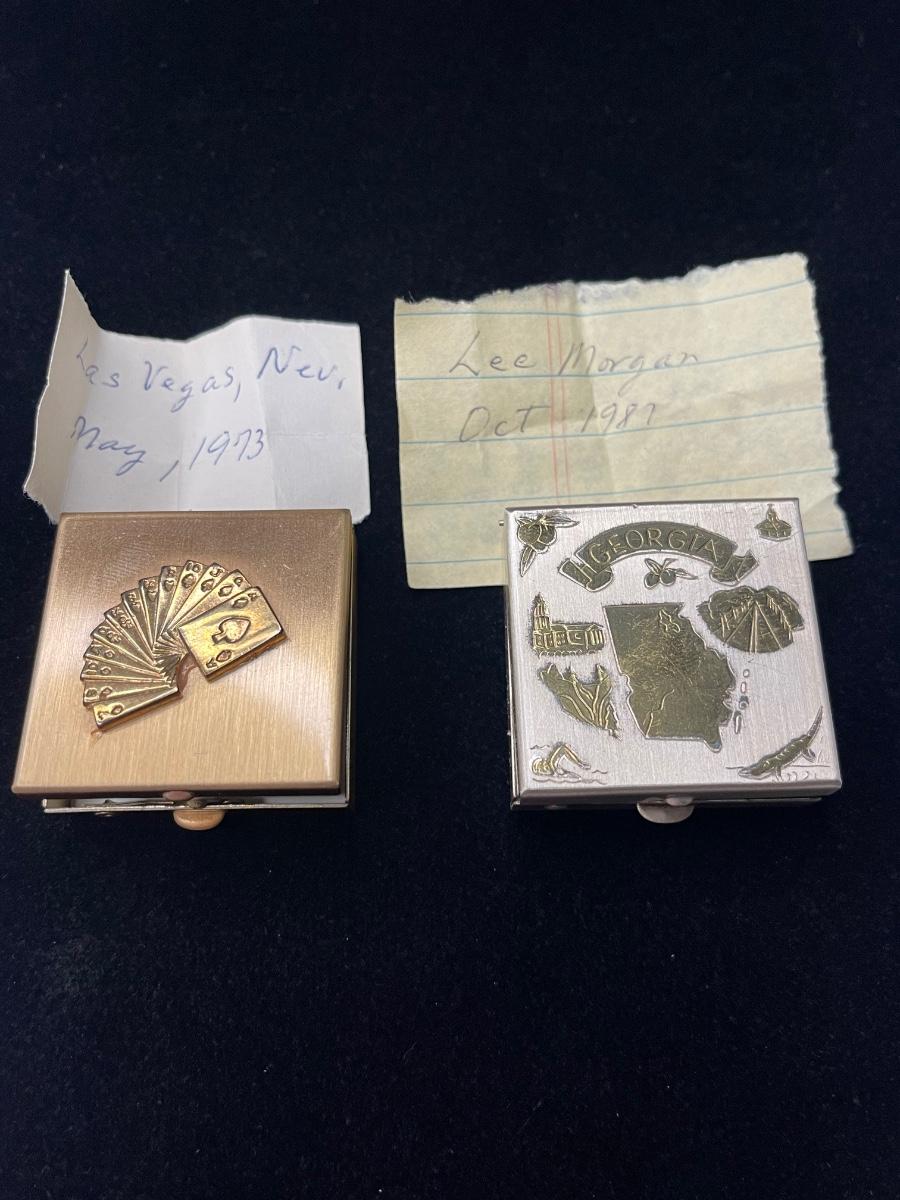 Las Vegas, Nev.
May, 1973
Lee Morgan
Oct 1987
GEORGIA
A